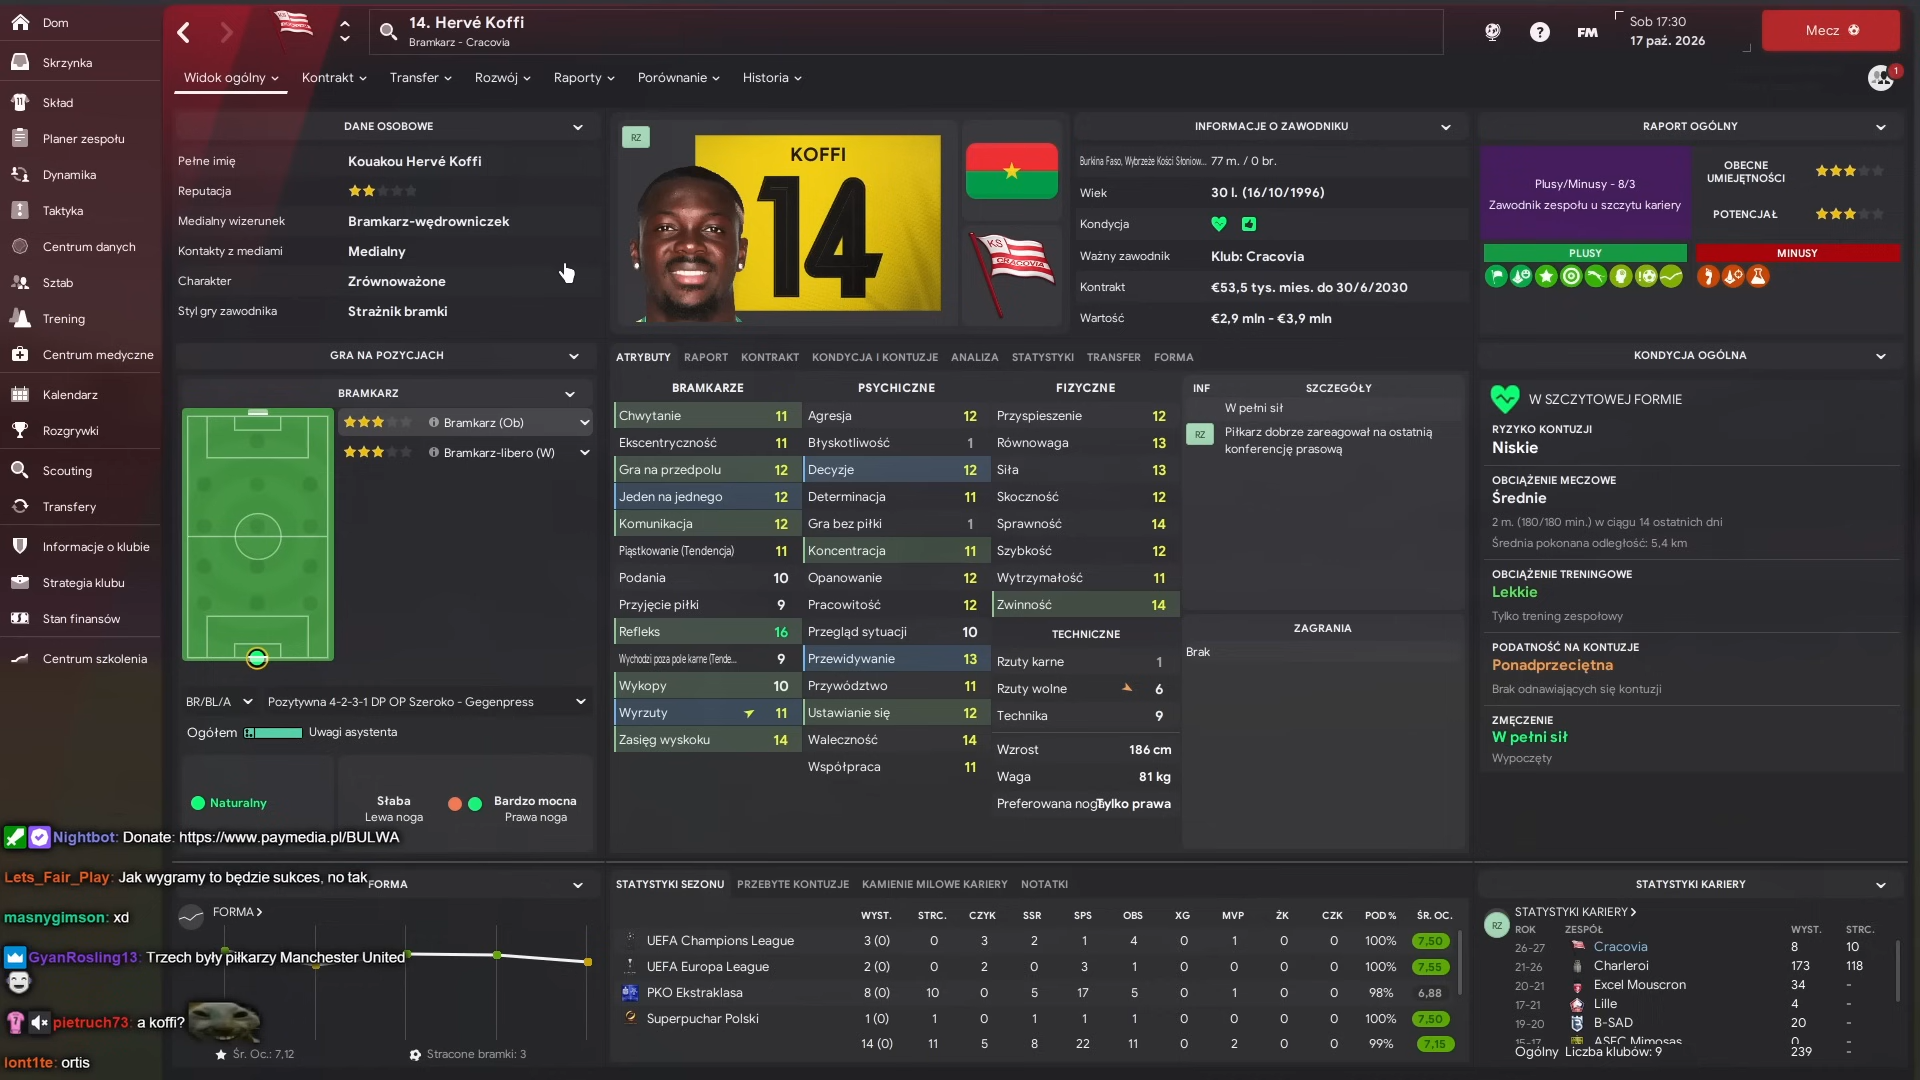 Dom
Skrzynka
Skład
Planer zespołu
Dynamika
Taktyka
Centrum danych
Sztab
Trening
Centrum medyczne
Kalendarz
Rozgrywki
Scouting
Transfery
Informacje o klubie
Strategia klubu
Stan finansów
Centrum szkolenia
14. Hervé Koffi
Bramkarz - Cracovia
FM
Sob 17:30
17 paź. 2026
Mecz
1
Widok ogólny
Kontrakt
Transfer
Rozwój
Raporty
Porównanie
Historia
DANE OSOBOWE
Pełne imię Kouakou Hervé Koffi
Reputacja
Medialny wizerunek Bramkarz-wędrowniczek
Kontakty z mediami Medialny
Charakter Zrównoważone
Styl gry zawodnika Strażnik bramki
RZ
KOFFI
14
KS CRACOVIA
INFORMACJE O ZAWODNIKU
Burkina Faso, Wybrzeże Kości Słoniow... 77 m. / 0 br.
Wiek 30 l. (16/10/1996)
Kondycja
Ważny zawodnik Klub: Cracovia
Kontrakt €53,5 tys. mies. do 30/6/2030
Wartość €2,9 mln - €3,9 mln
RAPORT OGÓLNY
Plusy/Minusy - 8/3
Zawodnik zespołu u szczytu kariery
OBECNE UMIEJĘTNOŚCI
POTENCJAŁ
PLUSY
MINUSY
GRA NA POZYCJACH
BRAMKARZ
Bramkarz (Ob)
Bramkarz-libero (W)
BR/BL/A Pozytywna 4-2-3-1 DP OP Szeroko - Gegenpress
Ogółem Uwagi asystenta
Naturalny
Słaba
Lewa noga
Bardzo mocna
Prawa noga
ATRYBUTY RAPORT KONTRAKT KONDYCJA I KONTUZJE ANALIZA STATYSTYKI TRANSFER FORMA
BRAMKARZE
Chwytanie 11
Ekscentryczność 11
Gra na przedpolu 12
Jeden na jednego 12
Komunikacja 12
Piąstkowanie (Tendencja) 11
Podania 10
Przyjęcie piłki 9
Refleks 16
Wychodzi poza pole karne (Tende... 9
Wykopy 10
Wyrzuty 11
Zasięg wyskoku 14
PSYCHICZNE
Agresja 12
Błyskotliwość 1
Decyzje 12
Determinacja 11
Gra bez piłki 1
Koncentracja 11
Opanowanie 12
Pracowitość 12
Przegląd sytuacji 10
Przewidywanie 13
Przywództwo 11
Ustawianie się 12
Waleczność 14
Współpraca 11
FIZYCZNE
Przyspieszenie 12
Równowaga 13
Siła 13
Skoczność 12
Sprawność 14
Szybkość 12
Wytrzymałość 11
Zwinność 14
TECHNICZNE
Rzuty karne 1
Rzuty wolne 6
Technika 9
Wzrost 186 cm
Waga 81 kg
Preferowana noga Tylko prawa
INF SZCZEGÓŁY
W pełni sił
RZ
Piłkarz dobrze zareagował na ostatnią
konferencję prasową
ZAGRANIA
Brak
KONDYCJA OGÓLNA
W SZCZYTOWEJ FORMIE
RYZYKO KONTUZJI
Niskie
OBCIĄŻENIE MECZOWE
Średnie
2 m. (180/180 min.) w ciągu 14 ostatnich dni
Średnia pokonana odległość: 5,4 km
OBCIĄŻENIE TRENINGOWE
Lekkie
Tylko trening zespołowy
PODATNOŚĆ NA KONTUZJE
Ponadprzeciętna
Brak odnawiających się kontuzji
ZMĘCZENIE
W pełni sił
Wypoczęty
Nightbot: Donate: https://www.paymedia.pl/BULWA
Lets_Fair_Play: Jak wygramy to będzie sukces, no tak
masnygimson: xd
GyanRosling13: Trzech były piłkarzy Manchester United
pietruch73: a koffi?
lont1te: ortis
FORMA
FORMA
Śr. Oc.: 7,12
Stracone bramki: 3
STATYSTYKI SEZONU PRZEBYTE KONTUZJE KAMIENIE MILOWE KARIERY NOTATKI
WYST. STRC. CZYK SSR SPS OBS XG MVP ŻK CZK POD% ŚR. OC.
UEFA Champions League 3 (0) 0 3 2 1 4 0 1 0 0 100% 7,50
UEFA Europa League 2 (0) 0 2 0 3 1 0 0 0 0 100% 7,55
PKO Ekstraklasa 8 (0) 10 0 5 17 5 0 1 0 0 98% 6,88
Superpuchar Polski 1 (0) 1 0 1 1 1 0 0 0 0 100% 7,50
14 (0) 11 5 8 22 11 0 2 0 0 99% 7,15
STATYSTYKI KARIERY
RZ
STATYSTYKI KARIERY
ROK ZESPÓŁ WYST. STRC.
26-27 Cracovia 8 10
21-26 Charleroi 173 118
20-21 Excel Mouscron 34 -
17-21 Lille 4 -
19-20 B-SAD 20 -
15-17 ASEC Mimosas 0 -
Ogólny Liczba klubów: 9 239 -